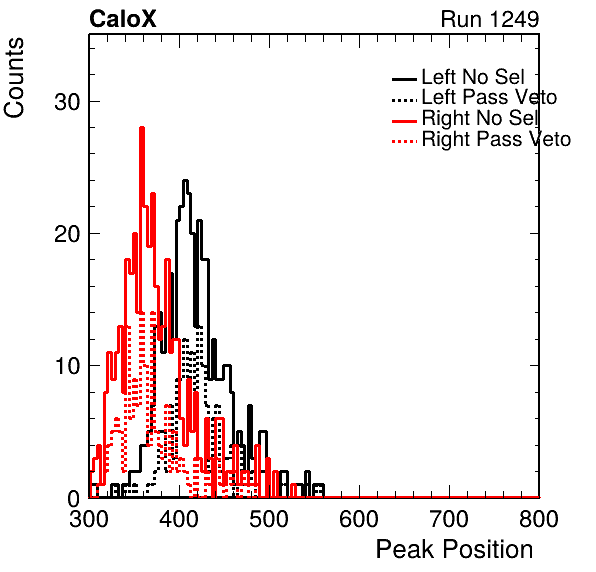 CaloX Run 1249
Counts
Left No Sel
Left Pass Veto
Right No Sel
Right Pass Veto
30
20
10
0
300 400 500 600 700 800
Peak Position